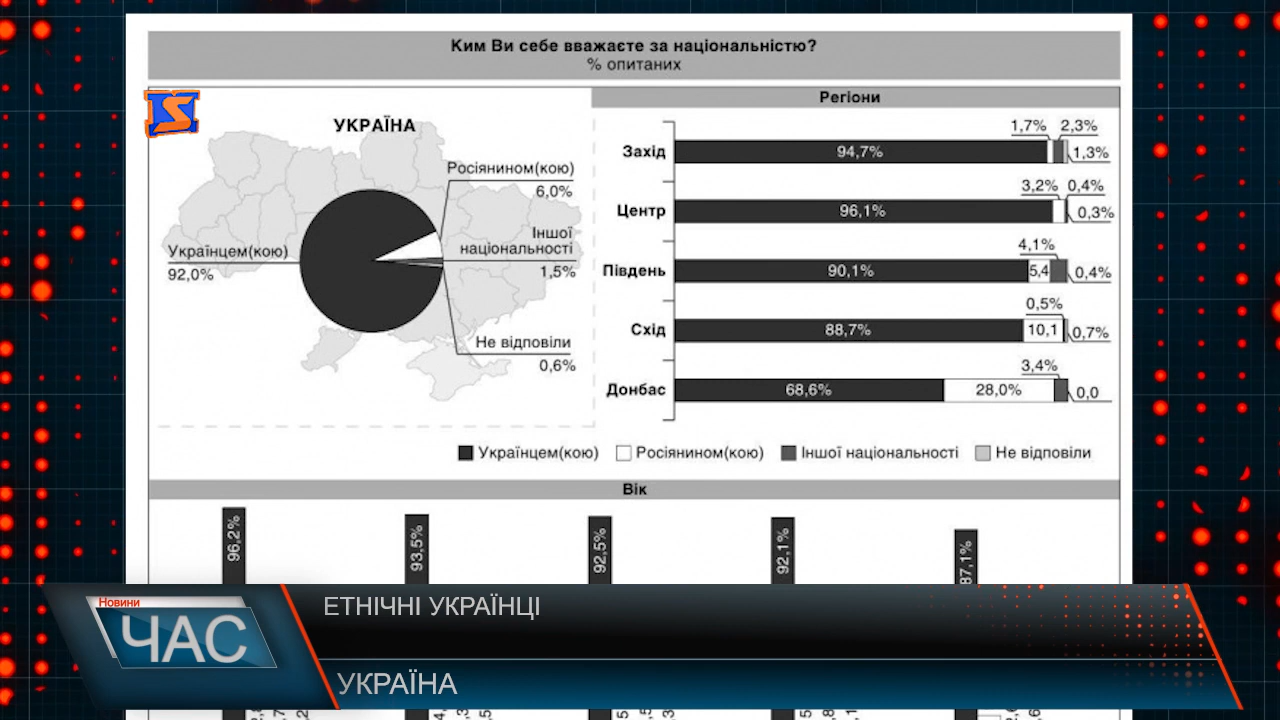 Ким Ви себе вважаєте за національністю?
% опитаних
Регіони
УКРАЇНА
Росіянином(кою)
6,0%
Іншої
національності
1,5%
Українцем(кою)
92,0%
Не відповіли
0,6%
1,7% 2,3%
Захід 94,7% 1,3%
3,2% 0,4%
Центр 96,1% 0,3%
4,1%
Південь 90,1% 5,4 0,4%
0,5%
Схід 88,7% 10,1 0,7%
3,4%
Донбас 68,6% 28,0% 0,0
Українцем(кою) Росіянином(кою) Іншої національності Не відповіли
Вік
96,2% 93,5% 92,5% 92,1% 87,1%
Новини
ЧАС
ЕТНІЧНІ УКРАЇНЦІ
УКРАЇНА